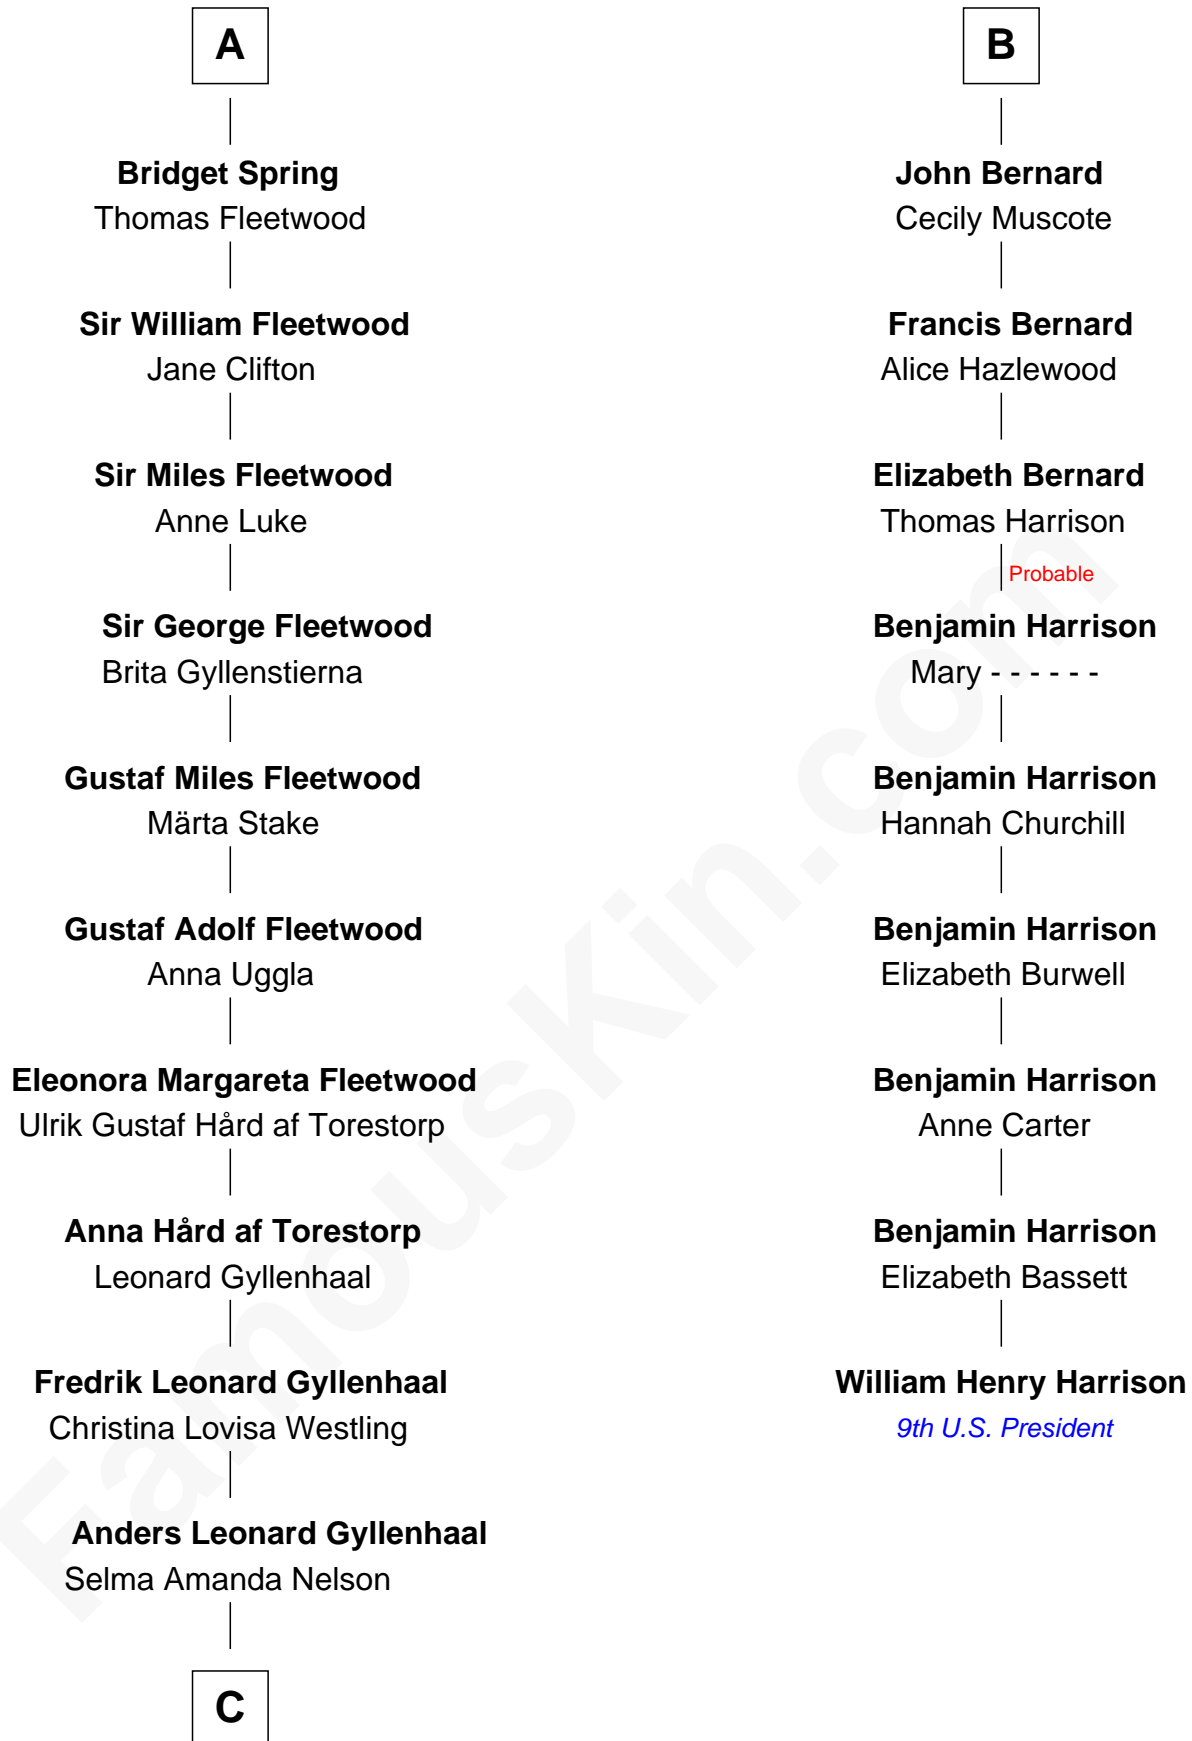 A
Bridget Spring
Thomas Fleetwood
Sir William Fleetwood
Jane Clifton
Sir Miles Fleetwood
Anne Luke
Sir George Fleetwood
Brita Gyllenstierna
Gustaf Miles Fleetwood
Märta Stake
Gustaf Adolf Fleetwood
Anna Uggla
Eleonora Margareta Fleetwood
Ulrik Gustaf Hård af Torestorp
Anna Hård af Torestorp
Leonard Gyllenhaal
Fredrik Leonard Gyllenhaal
Christina Lovisa Westling
Anders Leonard Gyllenhaal
Selma Amanda Nelson
C
B
John Bernard
Cecily Muscote
Francis Bernard
Alice Hazlewood
Elizabeth Bernard
Thomas Harrison
Probable
Benjamin Harrison
Mary - - - - - -
Benjamin Harrison
Hannah Churchill
Benjamin Harrison
Elizabeth Burwell
Benjamin Harrison
Anne Carter
Benjamin Harrison
Elizabeth Bassett
William Henry Harrison
9th U.S. President
FamousKin.com